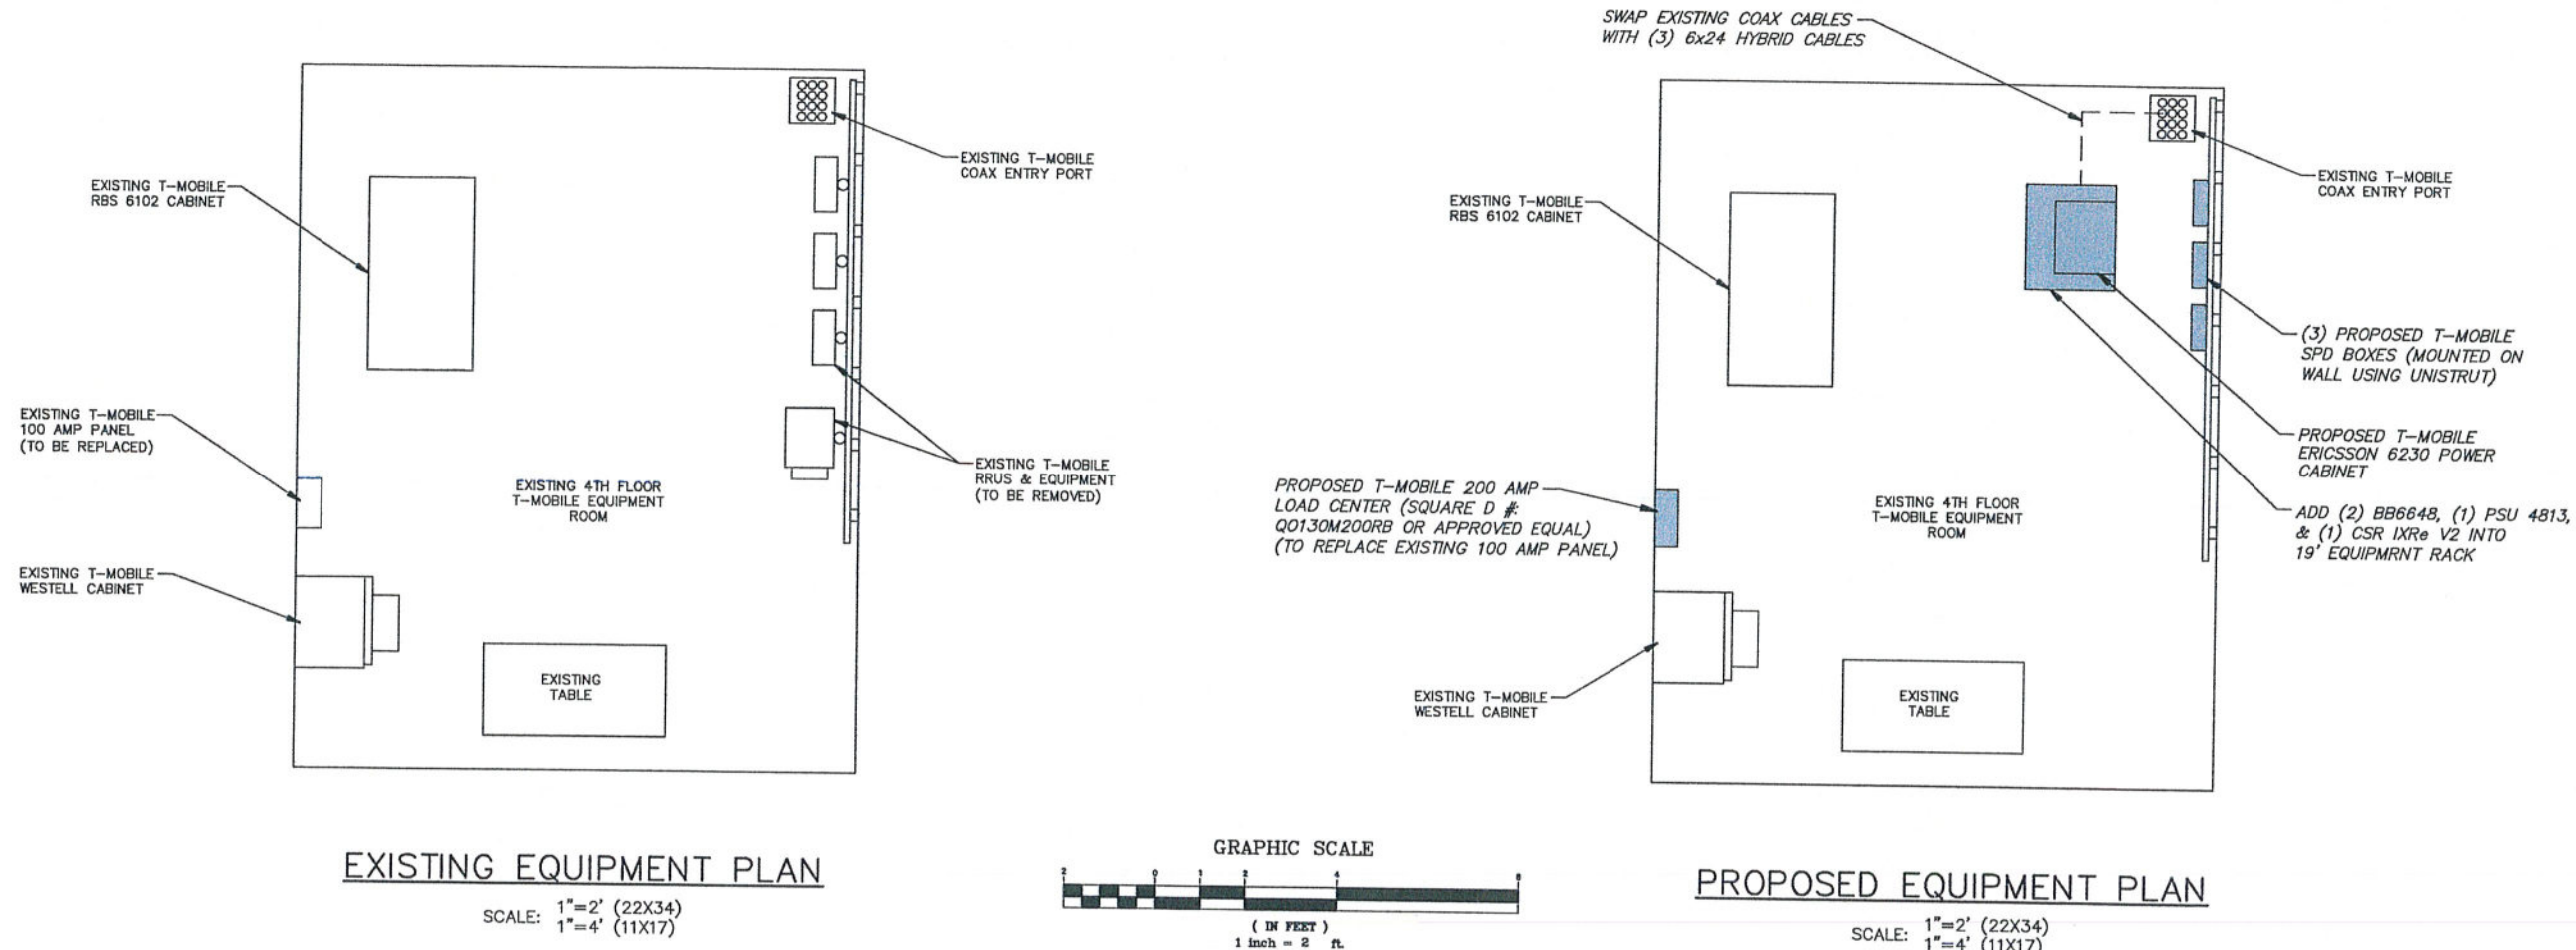 EXISTING T-MOBILE
RBS 6102 CABINET
EXISTING T-MOBILE
100 AMP PANEL
(TO BE REPLACED)
EXISTING T-MOBILE
WESTELL CABINET
EXISTING T-MOBILE
COAX ENTRY PORT
EXISTING T-MOBILE
RRUS & EQUIPMENT
(TO BE REMOVED)
EXISTING 4TH FLOOR
T-MOBILE EQUIPMENT
ROOM
EXISTING
TABLE
EXISTING EQUIPMENT PLAN
SCALE: 1"=2' (22X34)
1"=4' (11X17)
GRAPHIC SCALE
2 0 1 2 4 8
( IN FEET )
1 inch = 2 ft.
SWAP EXISTING COAX CABLES
WITH (3) 6x24 HYBRID CABLES
EXISTING T-MOBILE
RBS 6102 CABINET
PROPOSED T-MOBILE 200 AMP
LOAD CENTER (SQUARE D #:
QO130M200RB OR APPROVED EQUAL)
(TO REPLACE EXISTING 100 AMP PANEL)
EXISTING T-MOBILE
WESTELL CABINET
EXISTING T-MOBILE
COAX ENTRY PORT
(3) PROPOSED T-MOBILE
SPD BOXES (MOUNTED ON
WALL USING UNISTRUT)
PROPOSED T-MOBILE
ERICSSON 6230 POWER
CABINET
ADD (2) BB6648, (1) PSU 4813,
& (1) CSR IXRe V2 INTO
19' EQUIPMRNT RACK
EXISTING 4TH FLOOR
T-MOBILE EQUIPMENT
ROOM
EXISTING
TABLE
PROPOSED EQUIPMENT PLAN
SCALE: 1"=2' (22X34)
1"=4' (11X17)